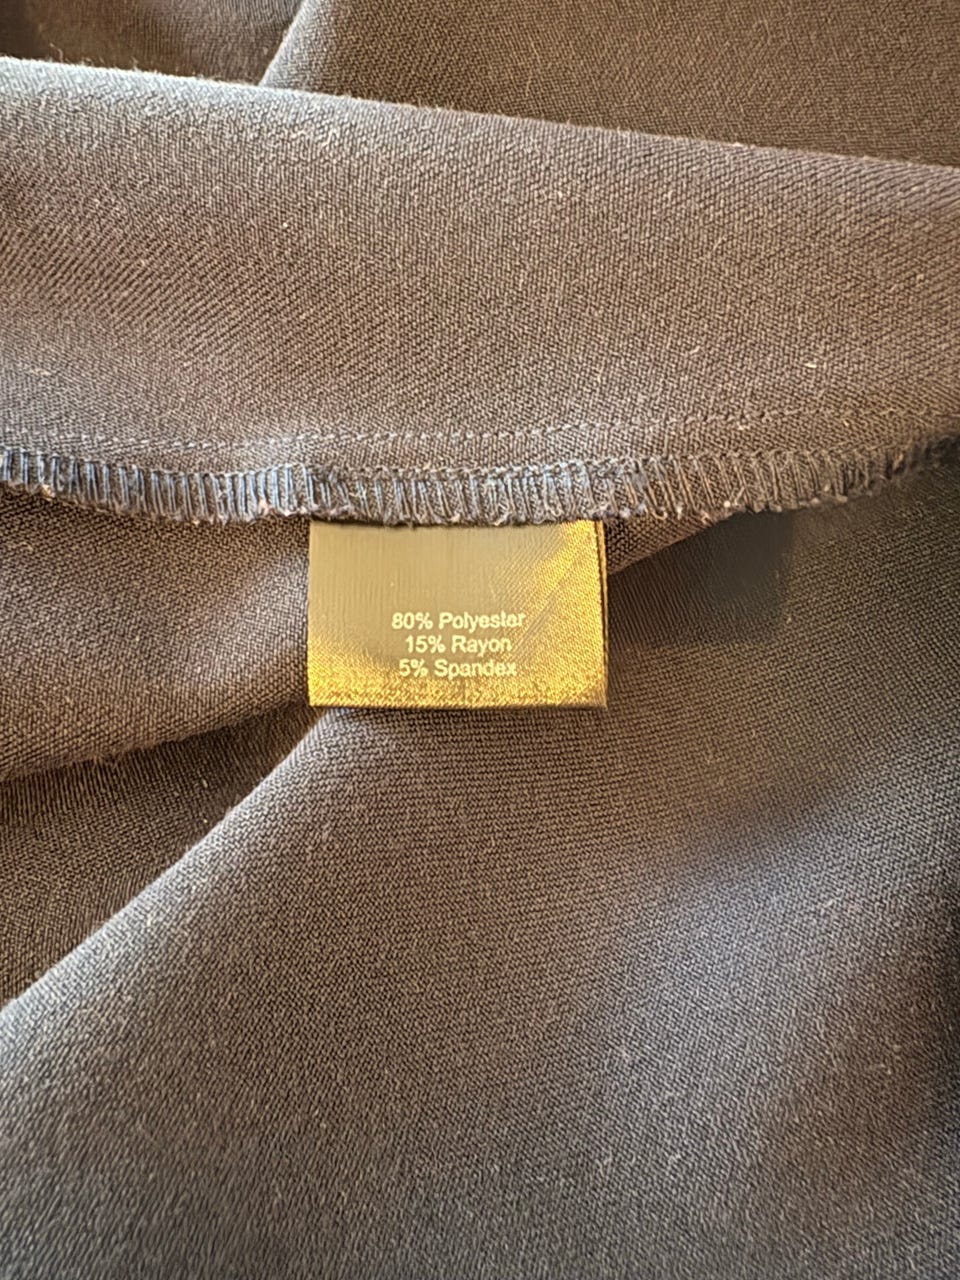 80% Polyester
15% Rayon
5% Spandex